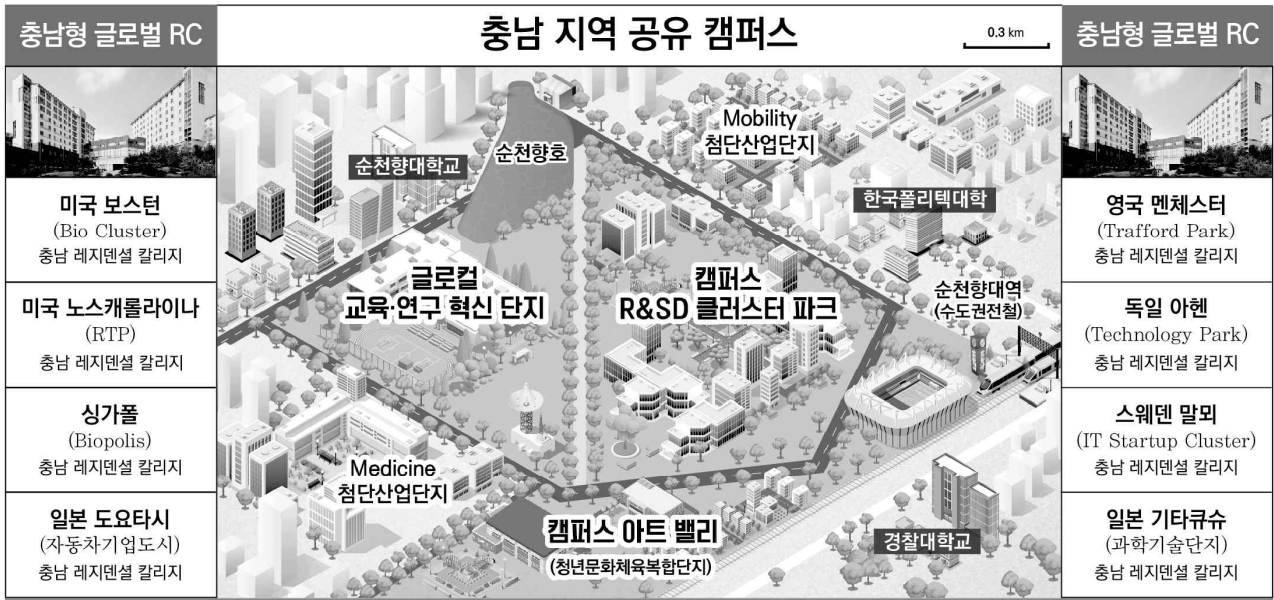 충남형 글로벌 RC
미국 보스턴
(Bio Cluster)
충남 레지덴셜 칼리지
미국 노스캐롤라이나
(RTP)
충남 레지덴셜 칼리지
싱가폴
(Biopolis)
충남 레지덴셜 칼리지
일본 도요타시
(자동차기업도시)
충남 레지덴셜 칼리지
충남 지역 공유 캠퍼스
0.3 km
Mobility
첨단산업단지
순천향호
순천향대학교
한국폴리텍대학
글로컬
교육·연구 혁신 단지
캠퍼스
R&SD 클러스터 파크
순천향대역
(수도권전철)
Medicine
첨단산업단지
캠퍼스 아트 밸리
(청년문화체육복합단지)
경찰대학교
충남형 글로벌 RC
영국 멘체스터
(Trafford Park)
충남 레지덴셜 칼리지
독일 아헨
(Technology Park)
충남 레지덴셜 칼리지
스웨덴 말뫼
(IT Startup Cluster)
충남 레지덴셜 칼리지
일본 기타큐슈
(과학기술단지)
충남 레지덴셜 칼리지